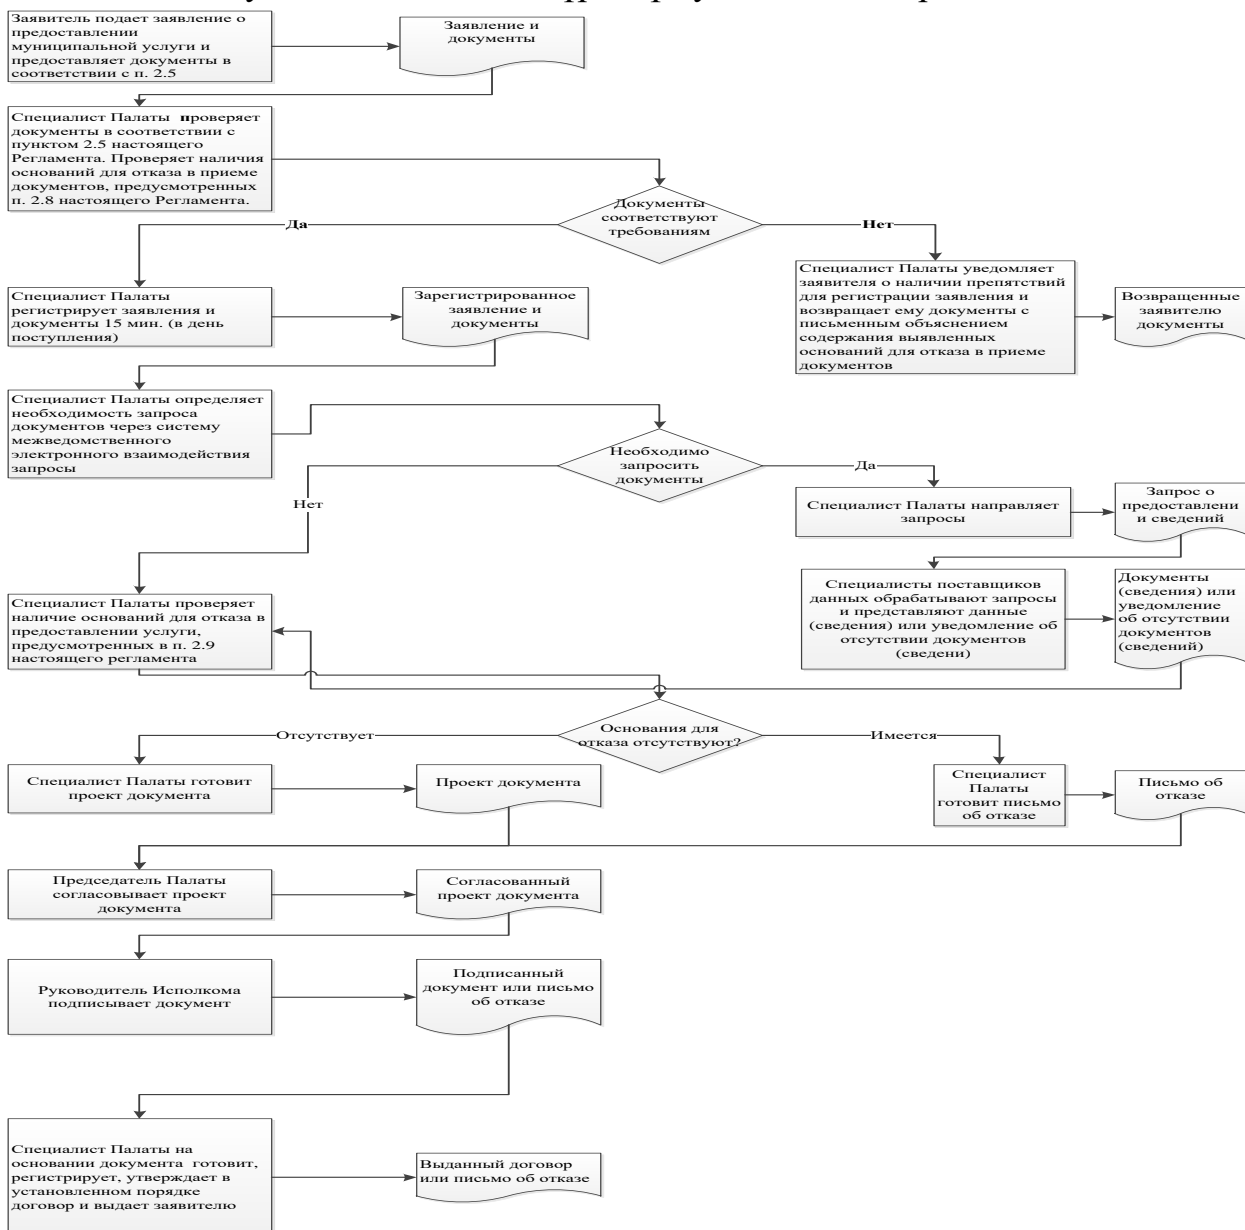 Заявитель подает заявление о
предоставлении
муниципальной услуги и
предоставляет документы в
соответствии с п. 2.5
Заявление и
документы
Специалист Палаты проверяет
документы в соответствии с
пунктом 2.5 настоящего
Регламента. Проверяет наличия
оснований для отказа в приеме
документов, предусмотренных
п. 2.8 настоящего Регламента.
Документы
соответствуют
требованиям
Да
Нет
Специалист Палаты
регистрирует заявления и
документы 15 мин. (в день
поступления)
Зарегистрированное
заявление и
документы
Специалист Палаты уведомляет
заявителя о наличии препятствий
для регистрации заявления и
возвращает ему документы с
письменным объяснением
содержания выявленных
оснований для отказа в приеме
документов
Возвращенные
заявителю
документы
Специалист Палаты определяет
необходимость запроса
документов через систему
межведомственного
электронного взаимодействия
запросы
Необходимо
запросить
документы
Да
Нет
Специалист Палаты направляет
запросы
Запрос о
предоставлени
и сведений
Специалисты поставщиков
данных обрабатывают запросы
и представляют данные
(сведения) или уведомление об
отсутствии документов
(сведени)
Документы
(сведения) или
уведомление
об отсутствии
документов
(сведений)
Специалист Палаты проверяет
наличие оснований для отказа в
предоставлении услуги,
предусмотренных в п. 2.9
настоящего регламента
Основания для
отказа отсутствуют?
Отсутствует
Имеется
Специалист Палаты готовит
проект документа
Проект документа
Специалист
Палаты
готовит письмо
об отказе
Письмо об
отказе
Председатель Палаты
согласовывает проект
документа
Согласованный
проект документа
Руководитель Исполкома
подписывает документ
Подписанный
документ или письмо
об отказе
Специалист Палаты на
основании документа готовит,
регистрирует, утверждает в
установленном порядке
договор и выдает заявителю
Выданный договор
или письмо об отказе